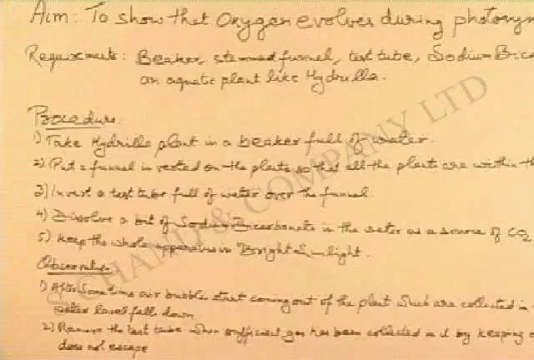 Aim: To show that Oxygen evolves during photosyn
Requirements: Beaker, stemmed funnel, test tube, Sodium Bica
an aquatic plant like Hydrilla.
Procedure:
1) Take Hydrilla plant in a beaker full of water.
2) Put a funnel inverted on the plants so that all the plants are within th
3) Invert a test tube full of water over the funnel
4) Dissolve a bit of Sodium Bicarbonate in the water as a source of CO2
5) Keep the whole apparatus in Bright Sunlight.
Observation
1) After sometime air bubbles start coming out of the plant which are collected in
water level fall down
2) Remove the test tube when sufficient gas has been collected in it by keeping
does not escape
S CHAND & COMPANY LTD